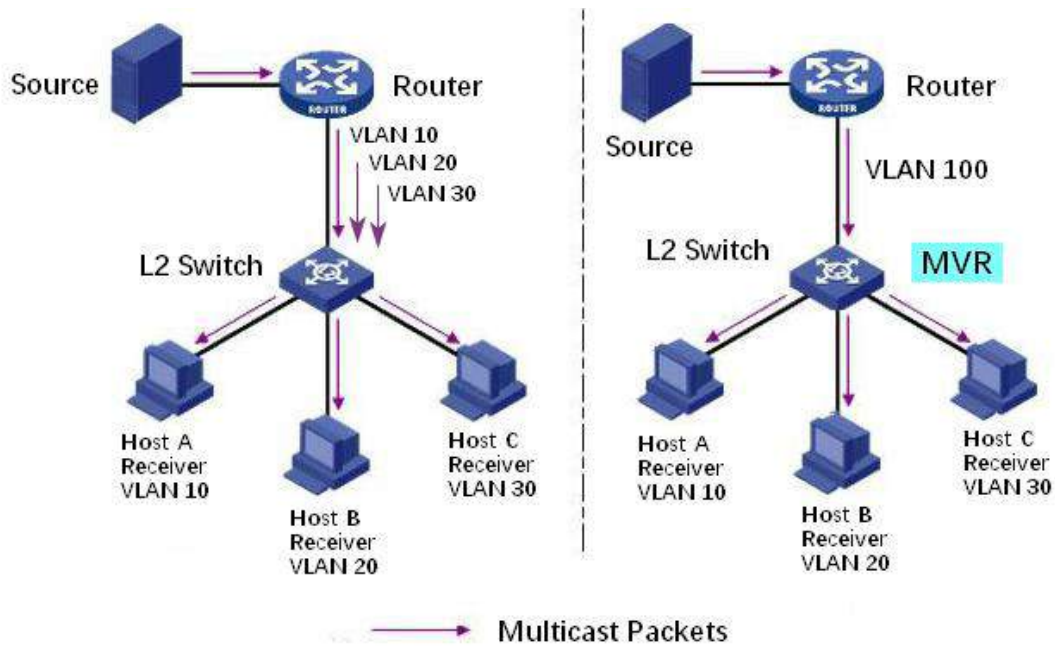 Source
Router
ROUTER
VLAN 10
VLAN 20
VLAN 30
L2 Switch
Host A
Receiver
VLAN 10
Host B
Receiver
VLAN 20
Host C
Receiver
VLAN 30
Source
Router
ROUTER
VLAN 100
L2 Switch
MVR
Host A
Receiver
VLAN 10
Host B
Receiver
VLAN 20
Host C
Receiver
VLAN 30
Multicast Packets